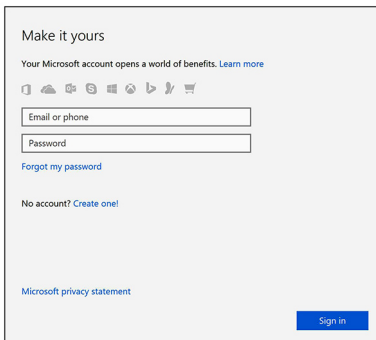 Make it yours
Your Microsoft account opens a world of benefits. Learn more
Email or phone
Password
Forgot my password
No account? Create one!
Microsoft privacy statement
Sign in